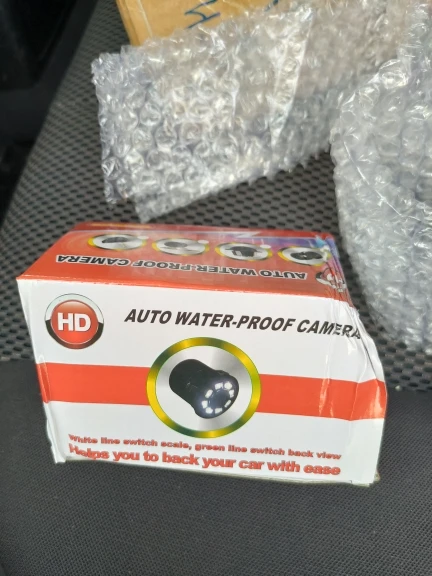 AUTO WATER-PROOF CAMERA
HD
AUTO WATER-PROOF CAMERA
White line switch scale, green line switch back view
Helps you to back your car with ease